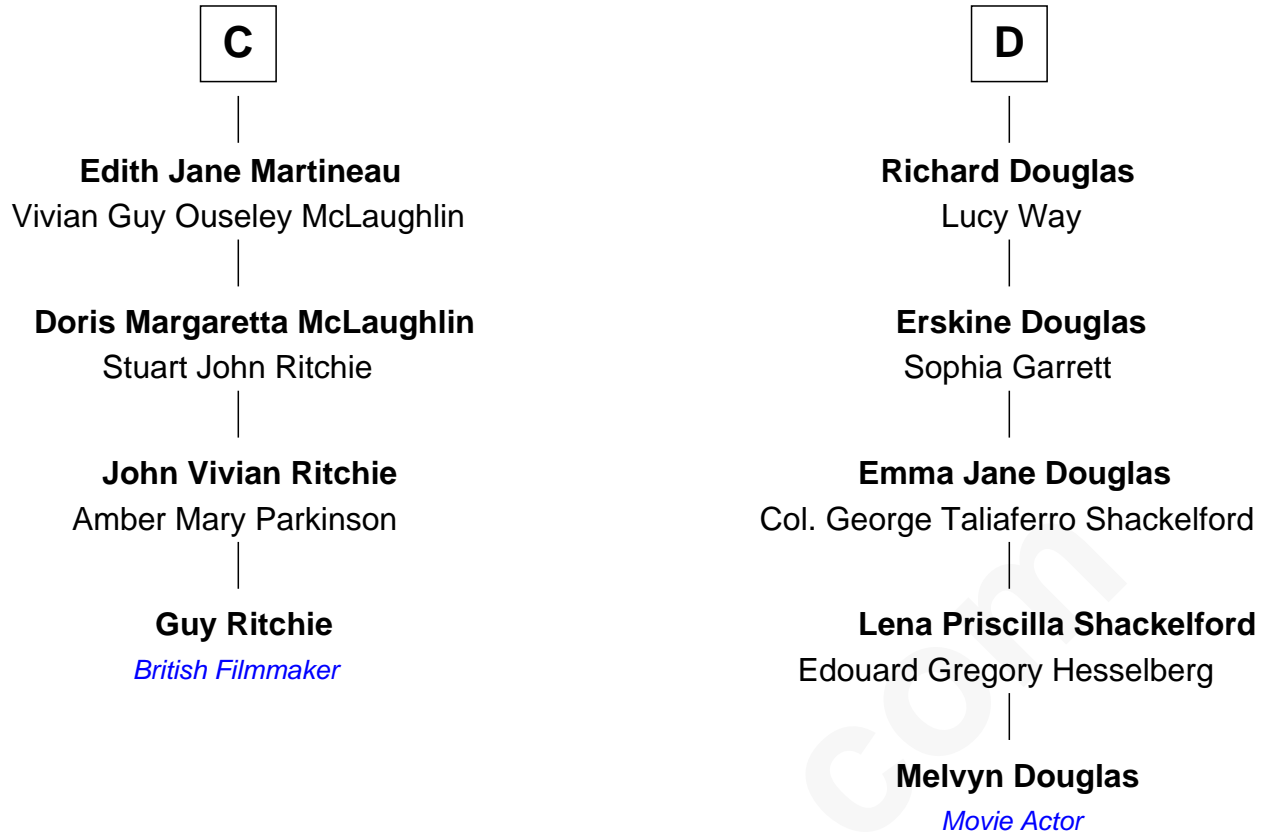 C
Edith Jane Martineau
Vivian Guy Ouseley McLaughlin
Doris Margaretta McLaughlin
Stuart John Ritchie
John Vivian Ritchie
Amber Mary Parkinson
Guy Ritchie
British Filmmaker
D
Richard Douglas
Lucy Way
Erskine Douglas
Sophia Garrett
Emma Jane Douglas
Col. George Taliaferro Shackelford
Lena Priscilla Shackelford
Edouard Gregory Hesselberg
Melvyn Douglas
Movie Actor
com